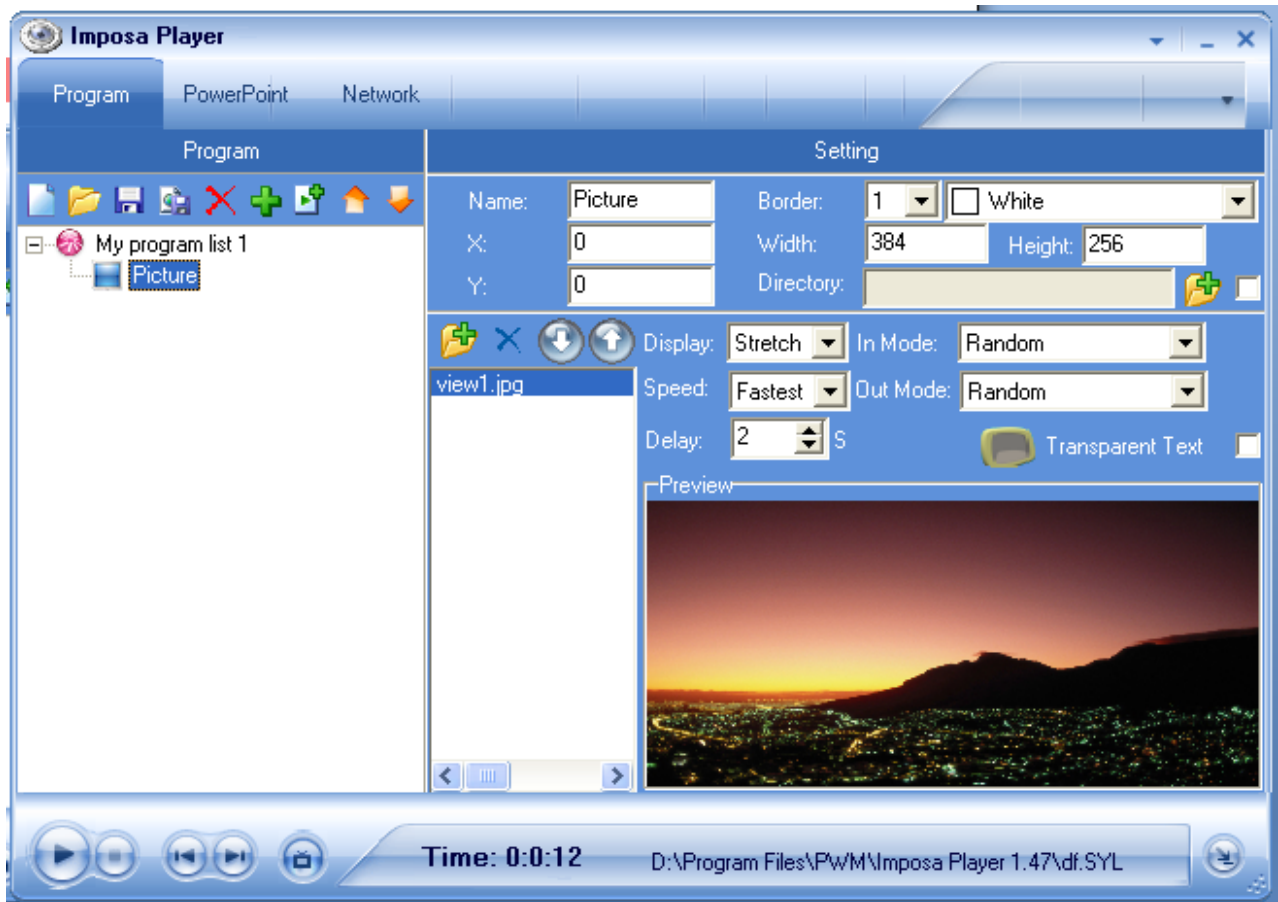 Imposa Player
Program PowerPoint Network
Program Setting
Name: Picture Border: 1 White
X: 0 Width: 384 Height: 256
Y: 0 Directory:
My program list 1
Picture
Display: Stretch In Mode: Random
view1.jpg
Speed: Fastest Out Mode: Random
Delay: 2 S Transparent Text
Preview
Time: 0:0:12 D:\Program Files\PWM\Imposa Player 1.47\df.SYL